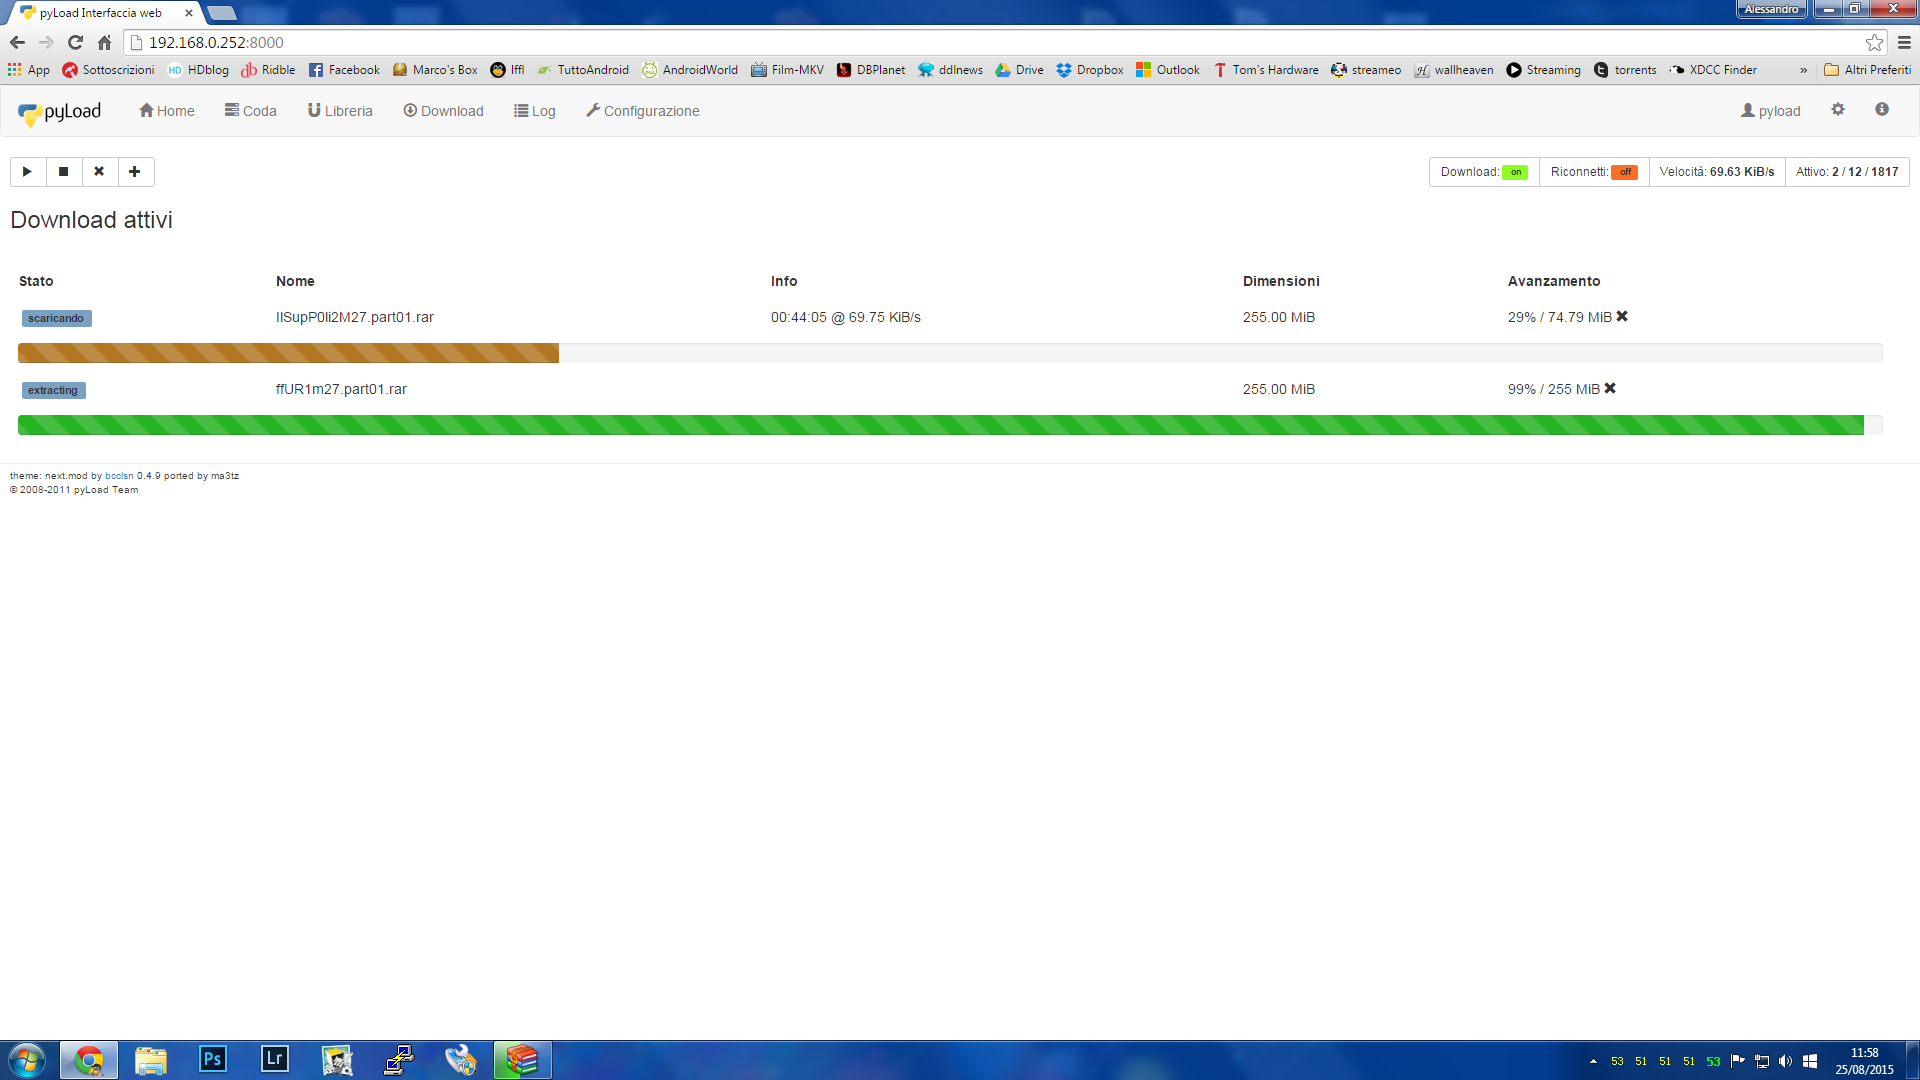 pyLoad Interfaccia web
Alessandro
192.168.0.252:8000
App Sottoscrizioni HDblog Ridble Facebook Marco's Box Iffl TuttoAndroid AndroidWorld Film-MKV DBPlanet ddlnews Drive Dropbox Outlook Tom's Hardware streameo wallheaven Streaming torrents XDCC Finder » Altri Preferiti
pyLoad Home Coda Libreria Download Log Configurazione pyload
Download: on Riconnetti: off Velocità: 69.63 KiB/s Attivo: 2 / 12 / 1817
Download attivi
Stato Nome Info Dimensioni Avanzamento
scaricando IlSupP0li2M27.part01.rar 00:44:05 @ 69.75 KiB/s 255.00 MiB 29% / 74.79 MiB
extracting ffUR1m27.part01.rar 255.00 MiB 99% / 255 MiB
theme: next.mod by bcclsn 0.4.9 ported by ma3tz
© 2008-2011 pyLoad Team
Ps Lr 53 51 51 51 53 11:58
25/08/2015